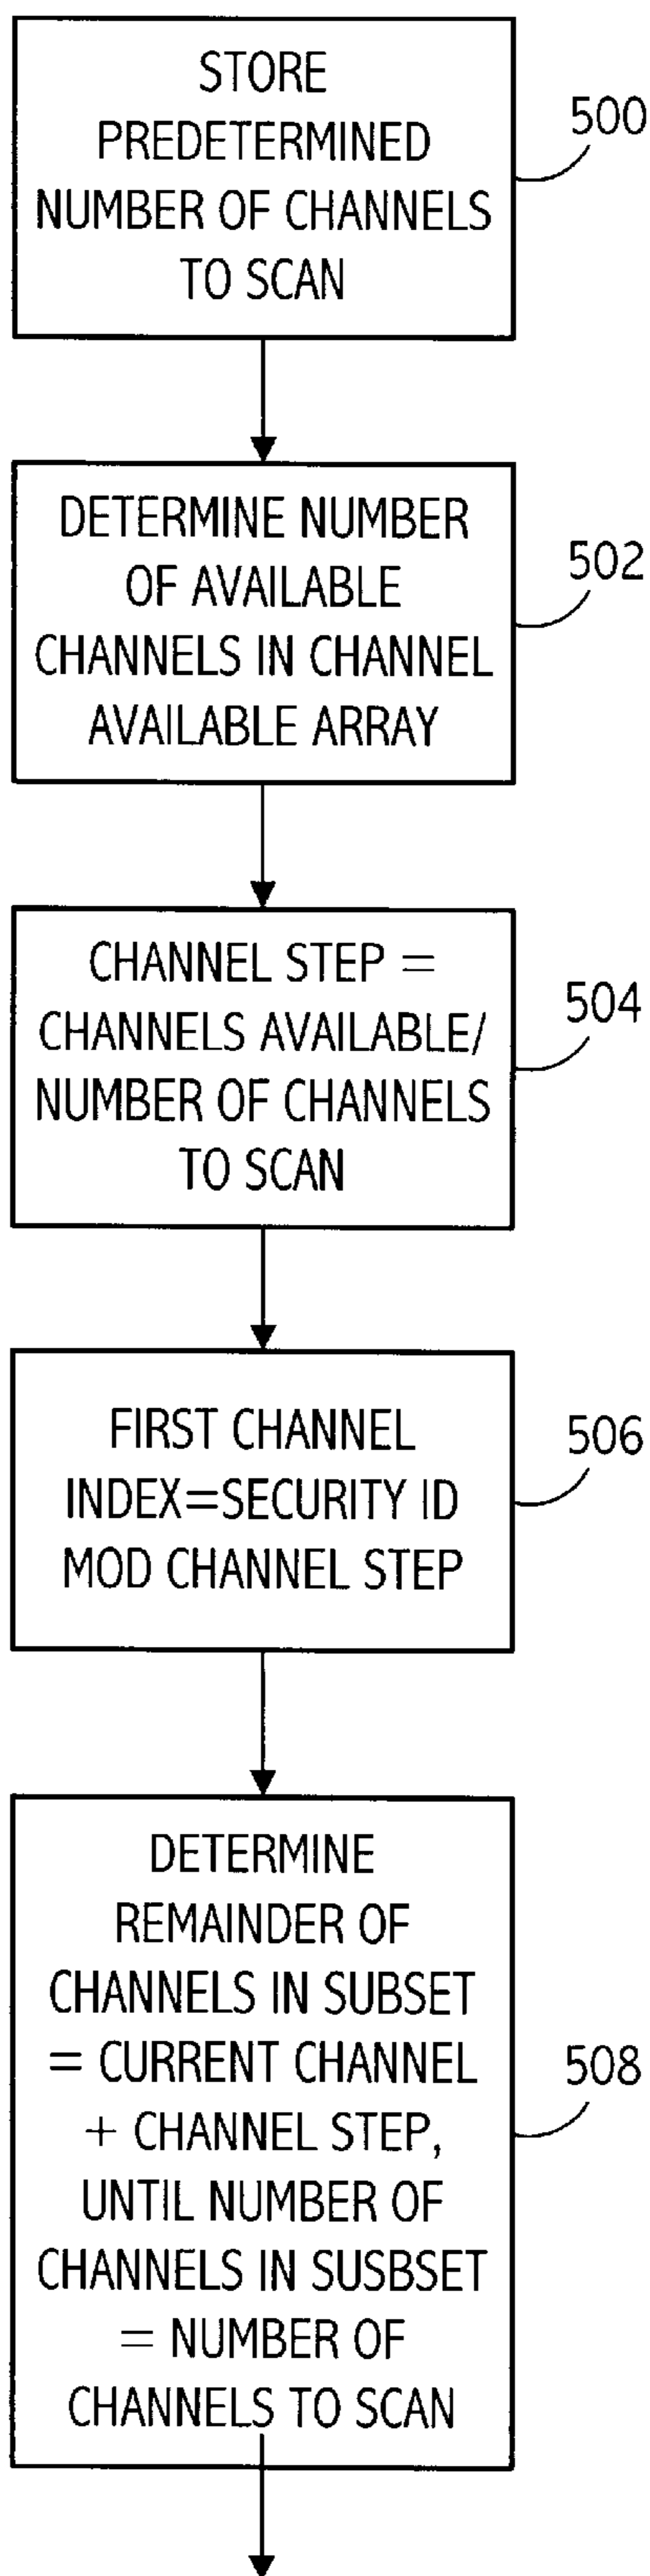 STORE
PREDETERMINED
NUMBER OF CHANNELS
TO SCAN
500
DETERMINE NUMBER
OF AVAILABLE
CHANNELS IN CHANNEL
AVAILABLE ARRAY
502
CHANNEL STEP =
CHANNELS AVAILABLE/
NUMBER OF CHANNELS
TO SCAN
504
FIRST CHANNEL
INDEX=SECURITY ID
MOD CHANNEL STEP
506
DETERMINE
REMAINDER OF
CHANNELS IN SUBSET
= CURRENT CHANNEL
+ CHANNEL STEP,
UNTIL NUMBER OF
CHANNELS IN SUSBSET
= NUMBER OF
CHANNELS TO SCAN
508